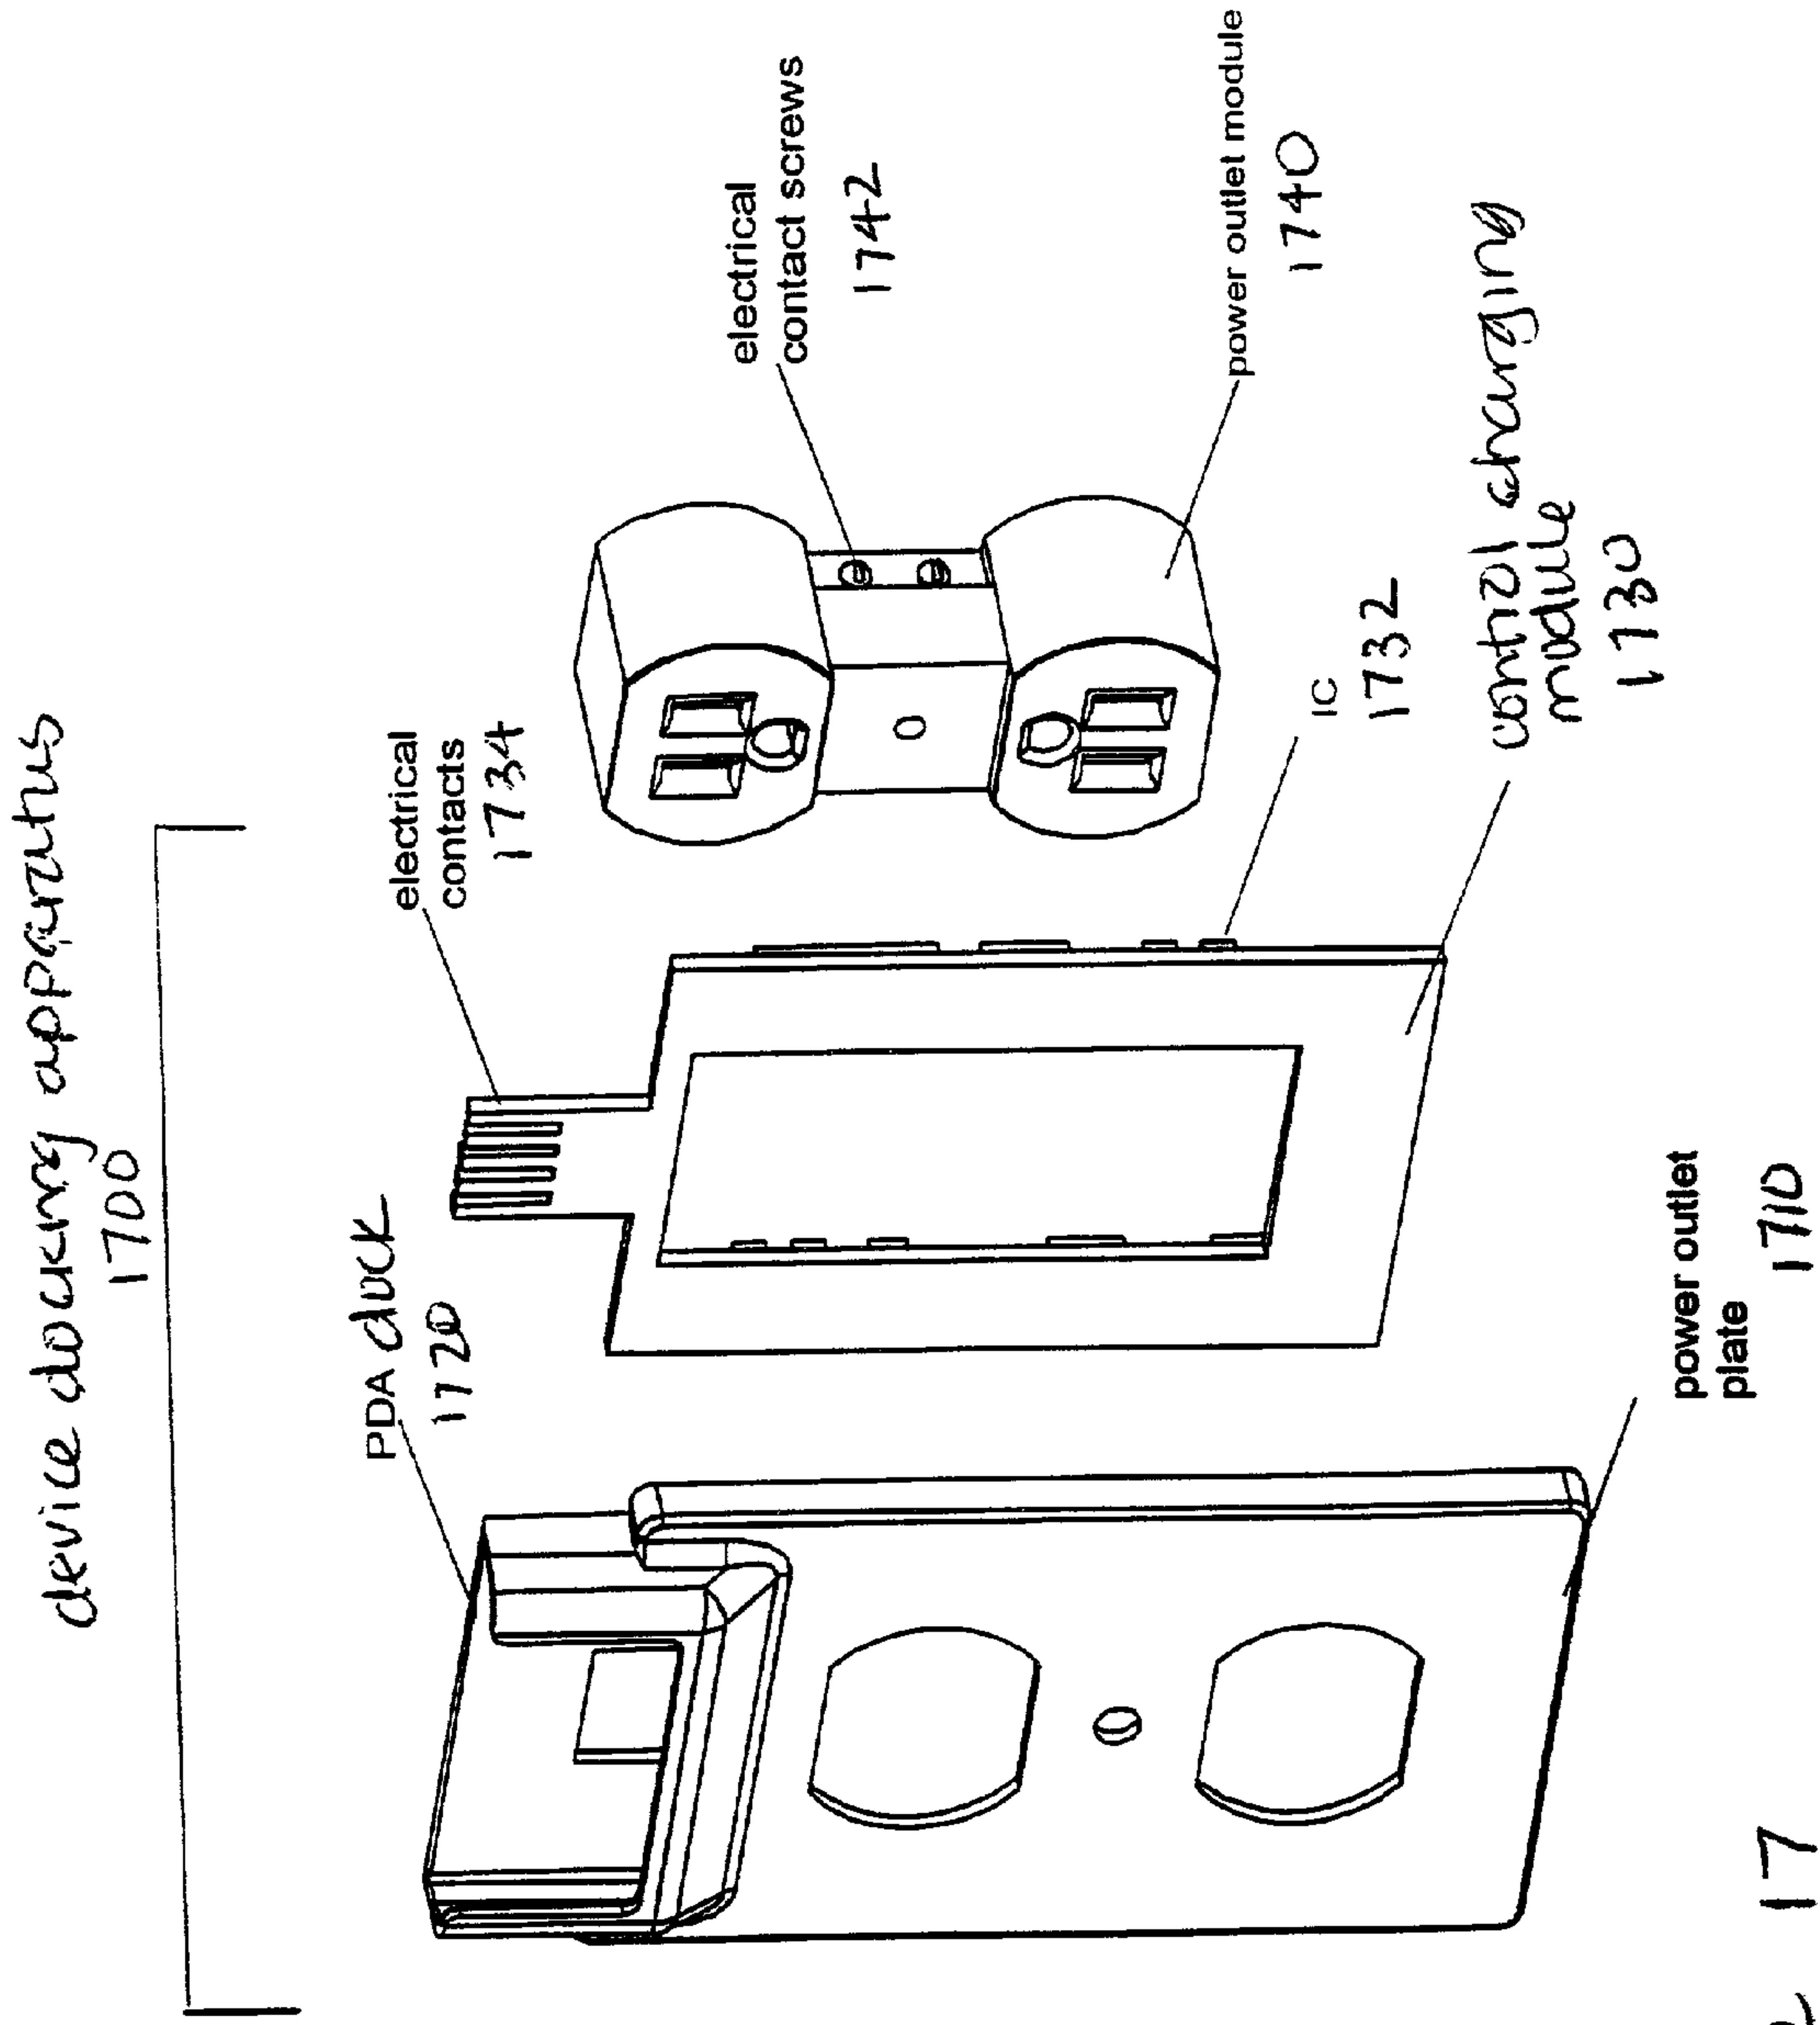 device docking apparatus
1700
PDA dock
1720
electrical
contacts
1734
electrical
contact screws
1742
power outlet module
1740
IC
1732
control charging
module
1730
power outlet
plate
1710
17